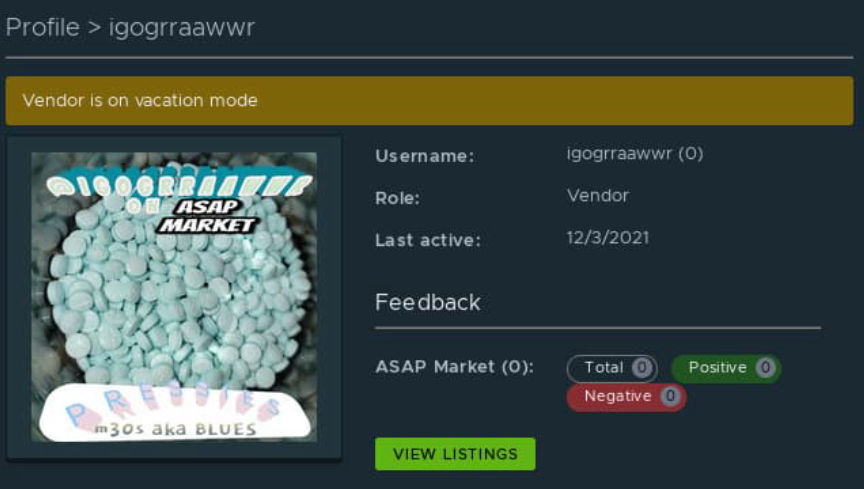 Profile > igogrraawwr
Vendor is on vacation mode
@IGOGRRAAWWR
ON ASAP
MARKET
PRESSIES
m30s aka BLUES
Username: igogrraawwr (0)
Role: Vendor
Last active: 12/3/2021
Feedback
ASAP Market (0): Total 0 Positive 0
Negative 0
VIEW LISTINGS